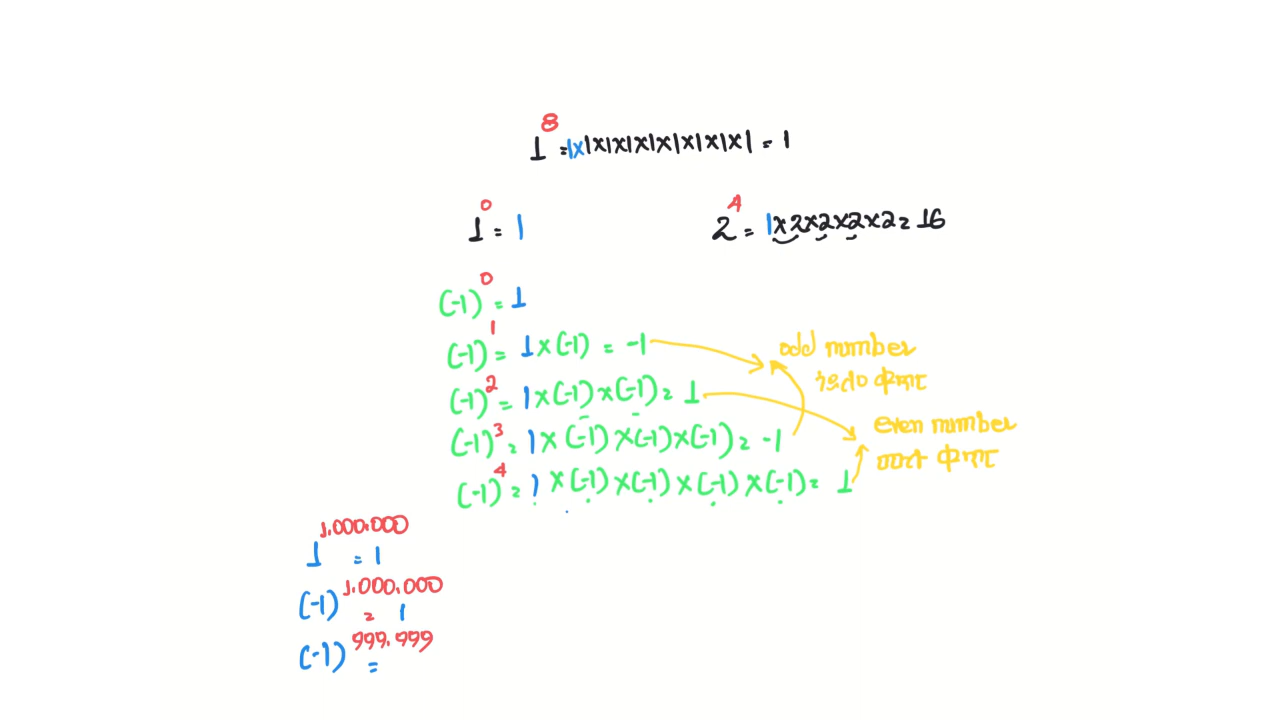 1⁸ = 1x1x1x1x1x1x1x1x1 = 1
1⁰ = 1
2⁴ = 1x2x2x2x2 = 16
(-1)⁰ = 1
(-1)¹ = 1x(-1) = -1
odd number
(-1)² = 1x(-1)x(-1) = 1
even number
(-1)³ = 1x(-1)x(-1)x(-1) = -1
(-1)⁴ = 1x(-1)x(-1)x(-1)x(-1) = 1
1¹·⁰⁰⁰·⁰⁰⁰ = 1
(-1)¹·⁰⁰⁰·⁰⁰⁰ = 1
(-1)⁹⁹⁹·⁹⁹⁹ =